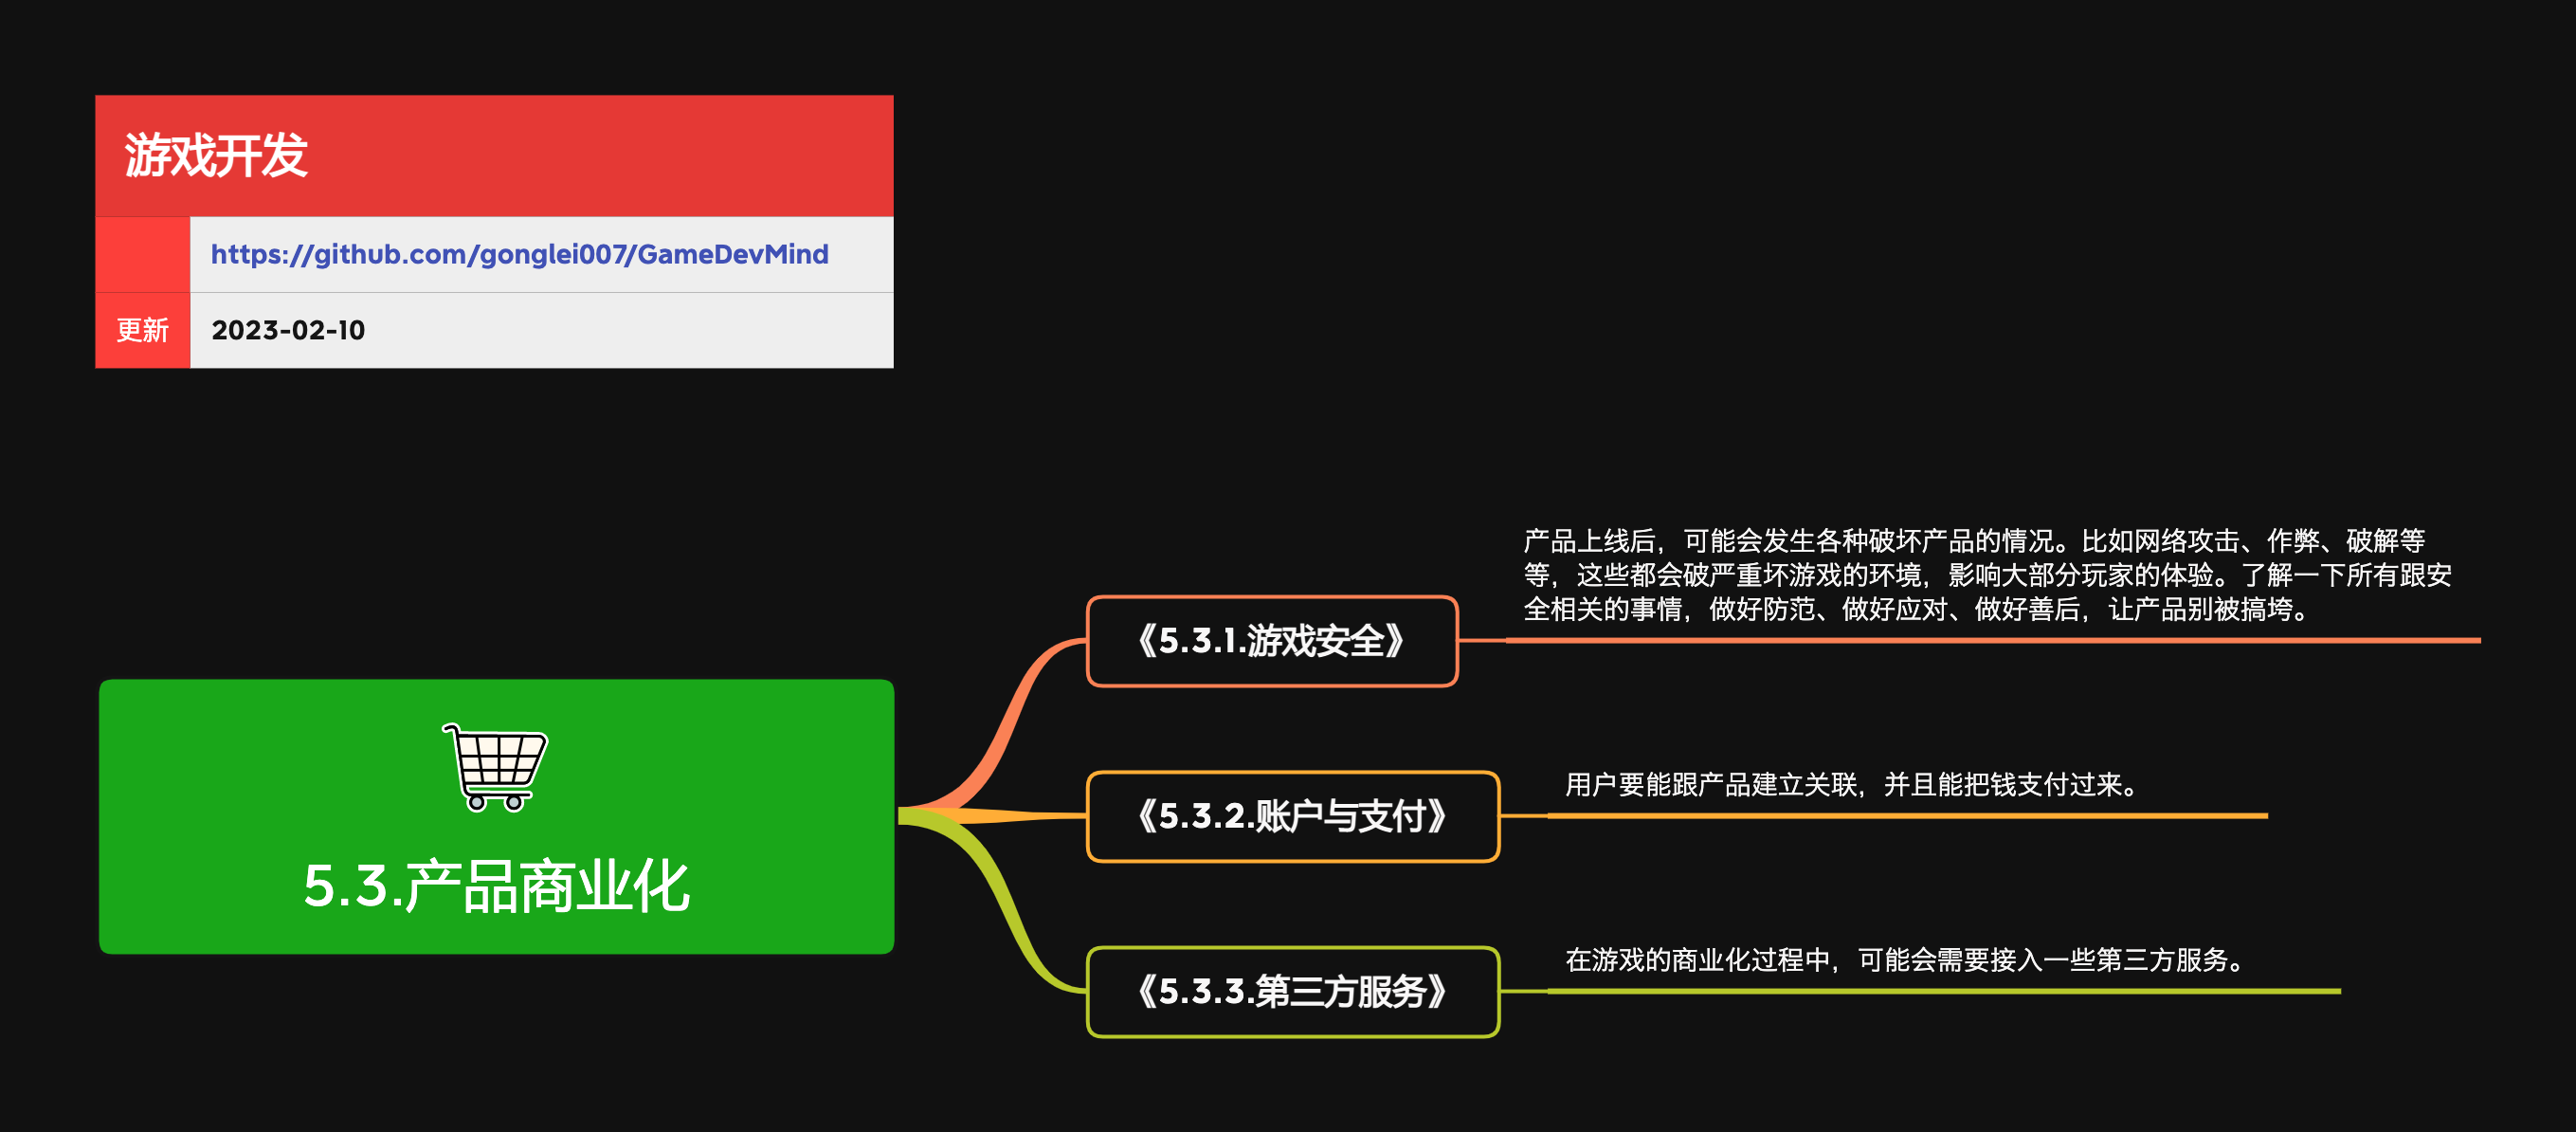 游戏开发
https://github.com/gonglei007/GameDevMind
更新
2023-02-10
5.3.产品商业化
《5.3.1.游戏安全》
产品上线后，可能会发生各种破坏产品的情况。比如网络攻击、作弊、破解等
等，这些都会破严重坏游戏的环境，影响大部分玩家的体验。了解一下所有跟安
全相关的事情，做好防范、做好应对、做好善后，让产品别被搞垮。
《5.3.2.账户与支付》
用户要能跟产品建立关联，并且能把钱支付过来。
《5.3.3.第三方服务》
在游戏的商业化过程中，可能会需要接入一些第三方服务。